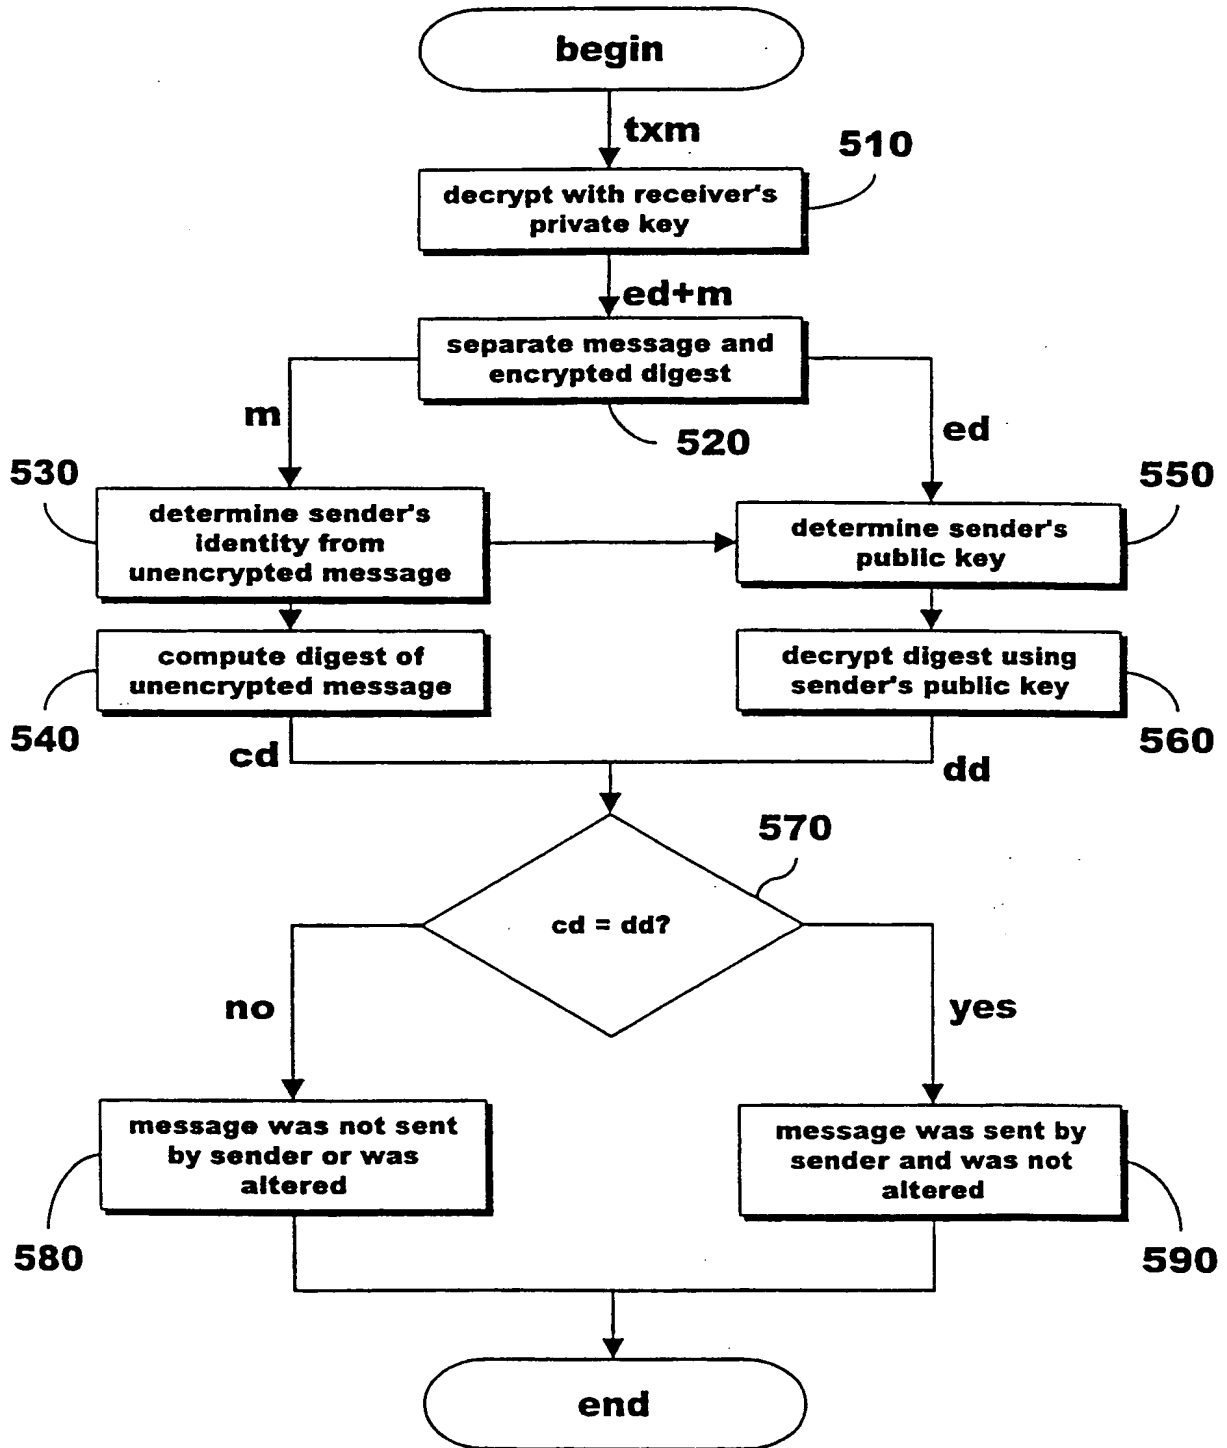 begin
txm
510
decrypt with receiver's
private key
ed+m
separate message and
encrypted digest
m
520
ed
530
determine sender's
identity from
unencrypted message
550
determine sender's
public key
compute digest of
unencrypted message
decrypt digest using
sender's public key
540
cd
560
dd
570
cd = dd?
no
yes
message was not sent
by sender or was
altered
message was sent by
sender and was not
altered
580
590
end